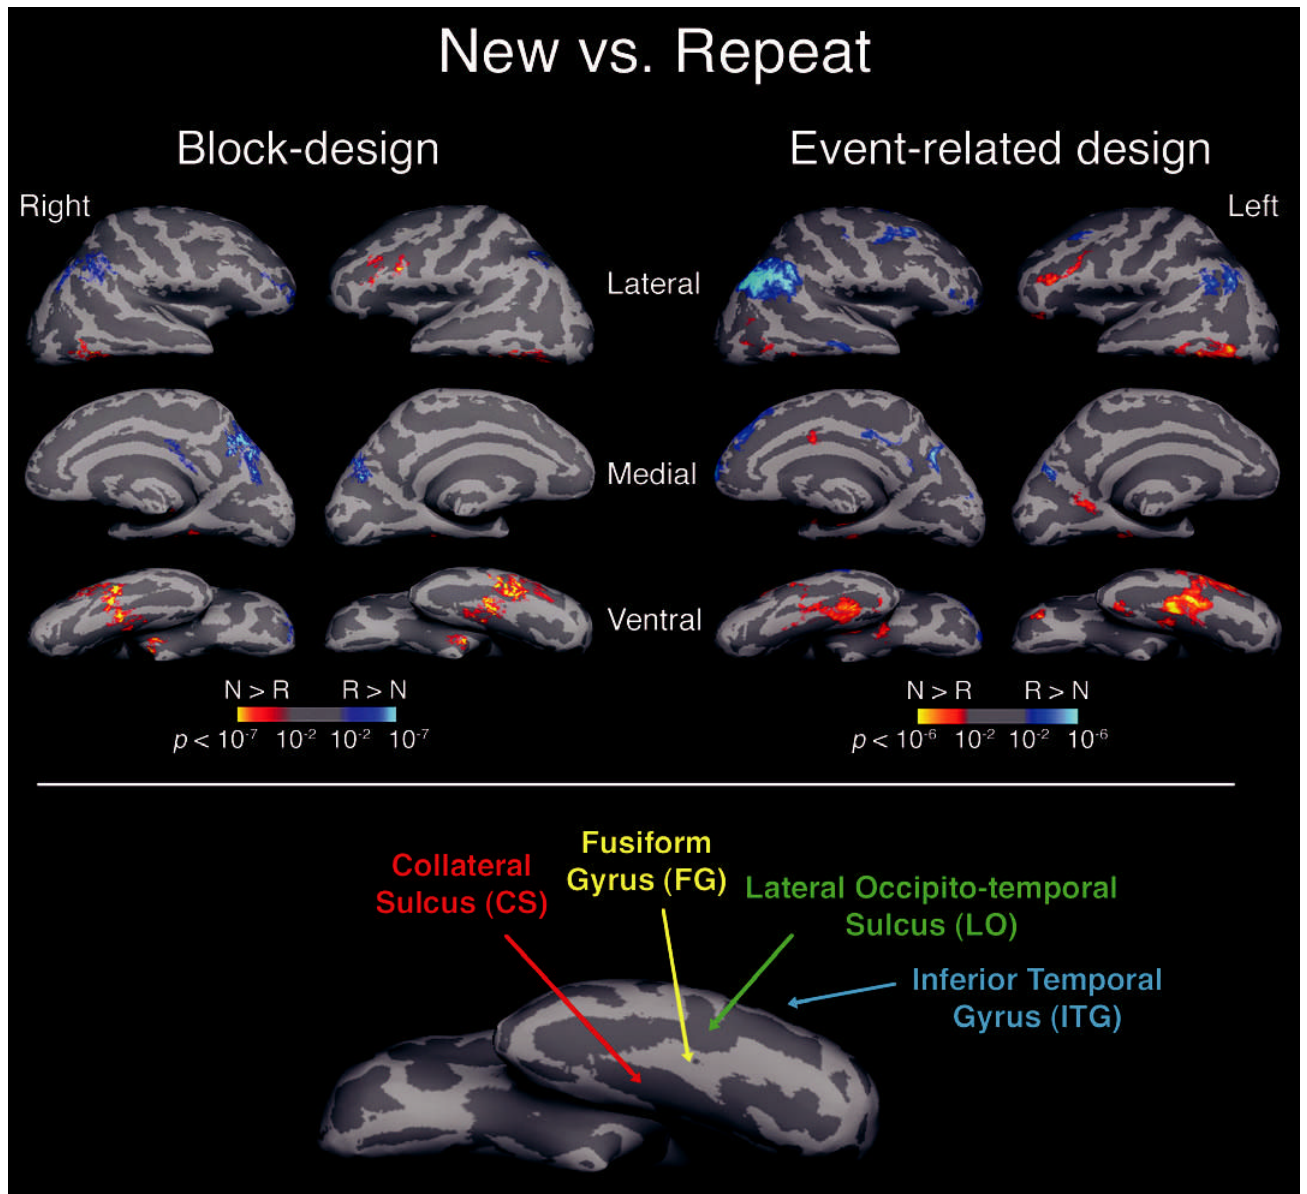 New vs. Repeat
Block-design
Event-related design
Right
Left
Lateral
Medial
Ventral
N > R R > N
p < 10-7 10-2 10-2 10-7
N > R R > N
p < 10-6 10-2 10-2 10-6
Collateral
Sulcus (CS)
Fusiform
Gyrus (FG)
Lateral Occipito-temporal
Sulcus (LO)
Inferior Temporal
Gyrus (ITG)